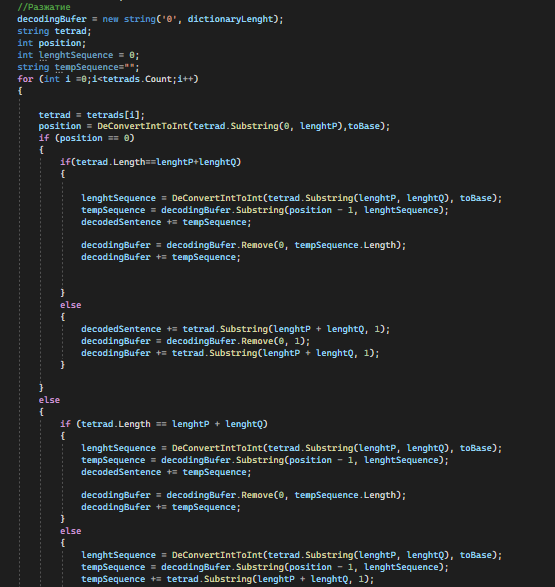 //Разжатие
decodingBufer = new string('0', dictionaryLenght);
string tetrad;
int position;
int lenghtSequence = 0;
string tempSequence="";
for (int i =0;i<tetrads.Count;i++)
{
tetrad = tetrads[i];
position = DeConvertIntToInt(tetrad.Substring(0, lenghtP),toBase);
if (position == 0)
{
if(tetrad.Length==lenghtP+lenghtQ)
{
lenghtSequence = DeConvertIntToInt(tetrad.Substring(lenghtP, lenghtQ), toBase);
tempSequence = decodingBufer.Substring(position - 1, lenghtSequence);
decodedSentence += tempSequence;
decodingBufer = decodingBufer.Remove(0, tempSequence.Length);
decodingBufer += tempSequence;
}
else
{
decodedSentence += tetrad.Substring(lenghtP + lenghtQ, 1);
decodingBufer = decodingBufer.Remove(0, 1);
decodingBufer += tetrad.Substring(lenghtP + lenghtQ, 1);
}
}
else
{
if (tetrad.Length == lenghtP + lenghtQ)
{
lenghtSequence = DeConvertIntToInt(tetrad.Substring(lenghtP, lenghtQ), toBase);
tempSequence = decodingBufer.Substring(position - 1, lenghtSequence);
decodedSentence += tempSequence;
decodingBufer = decodingBufer.Remove(0, tempSequence.Length);
decodingBufer += tempSequence;
}
else
{
lenghtSequence = DeConvertIntToInt(tetrad.Substring(lenghtP, lenghtQ), toBase);
tempSequence = decodingBufer.Substring(position - 1, lenghtSequence);
tempSequence += tetrad.Substring(lenghtP + lenghtQ, 1);